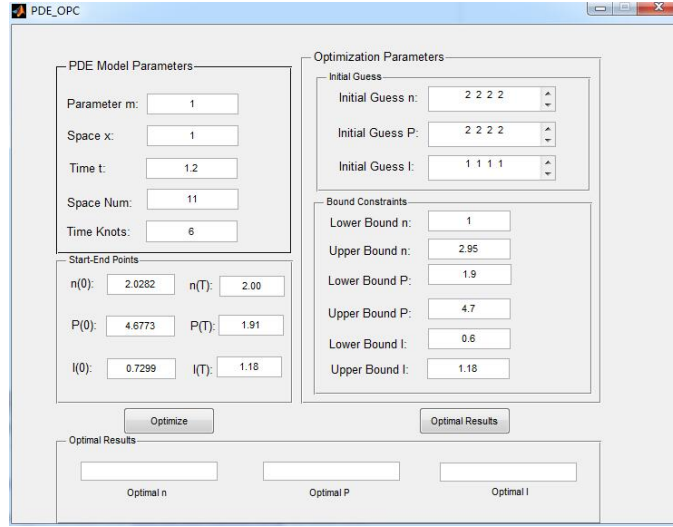 PDE_OPC
PDE Model Parameters
Parameter m: 1
Space x: 1
Time t: 1.2
Space Num: 11
Time Knots: 6
Start-End Points
n(0): 2.0282 n(T): 2.00
P(0): 4.6773 P(T): 1.91
I(0): 0.7299 I(T): 1.18
Optimize
Optimization Parameters
Initial Guess
Initial Guess n: 2 2 2 2
Initial Guess P: 2 2 2 2
Initial Guess I: 1 1 1 1
Bound Constraints
Lower Bound n: 1
Upper Bound n: 2.95
Lower Bound P: 1.9
Upper Bound P: 4.7
Lower Bound I: 0.6
Upper Bound I: 1.18
Optimal Results
Optimal Results
Optimal n Optimal P Optimal I